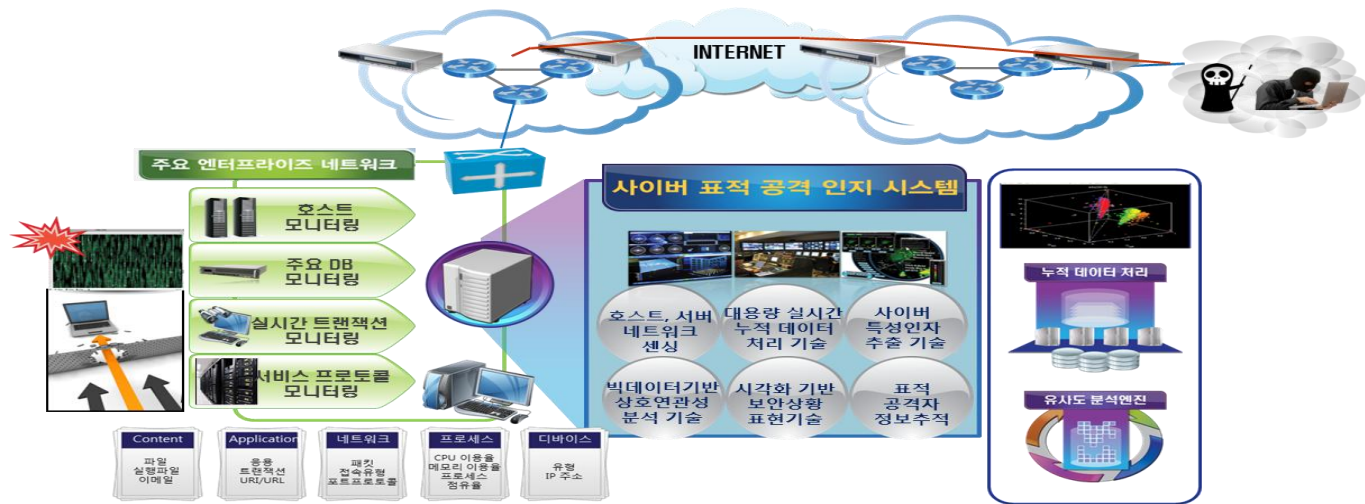 INTERNET
주요 엔터프라이즈 네트워크
호스트
모니터링
주요 DB
모니터링
실시간 트랜잭션
모니터링
서비스 프로토콜
모니터링
사이버 표적 공격 인지 시스템
호스트, 서버
네트워크
센싱
대용량 실시간
누적 데이터
처리 기술
사이버
특성인자
추출 기술
빅데이터기반
상호연관성
분석 기술
시각화 기반
보안상황
표현기술
표적
공격자
정보추적
누적 데이터 처리
유사도 분석엔진
Content
파일
실행파일
이메일
Application
응용
트랜잭션
URI/URL
네트워크
패킷
접속유형
포트프로토콜
프로세스
CPU 이용율
메모리 이용율
프로세스
점유율
디바이스
유형
IP 주소